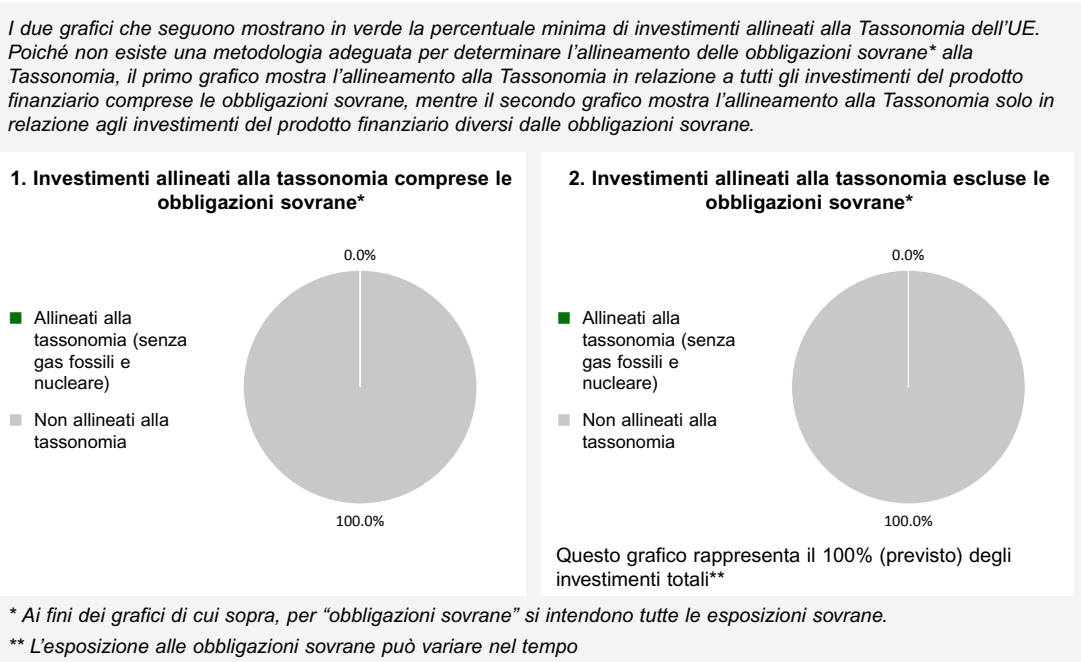 I due grafici che seguono mostrano in verde la percentuale minima di investimenti allineati alla Tassonomia dell'UE.
Poiché non esiste una metodologia adeguata per determinare l'allineamento delle obbligazioni sovrane* alla
Tassonomia, il primo grafico mostra l'allineamento alla Tassonomia in relazione a tutti gli investimenti del prodotto
finanziario comprese le obbligazioni sovrane, mentre il secondo grafico mostra l'allineamento alla Tassonomia solo in
relazione agli investimenti del prodotto finanziario diversi dalle obbligazioni sovrane.
1. Investimenti allineati alla tassonomia comprese le
obbligazioni sovrane*
0.0%
Allineati alla
tassonomia (senza
gas fossili e
nucleare)
Non allineati alla
tassonomia
100.0%
2. Investimenti allineati alla tassonomia escluse le
obbligazioni sovrane*
0.0%
Allineati alla
tassonomia (senza
gas fossili e
nucleare)
Non allineati alla
tassonomia
100.0%
Questo grafico rappresenta il 100% (previsto) degli
investimenti totali**
* Ai fini dei grafici di cui sopra, per "obbligazioni sovrane" si intendono tutte le esposizioni sovrane.
** L'esposizione alle obbligazioni sovrane può variare nel tempo